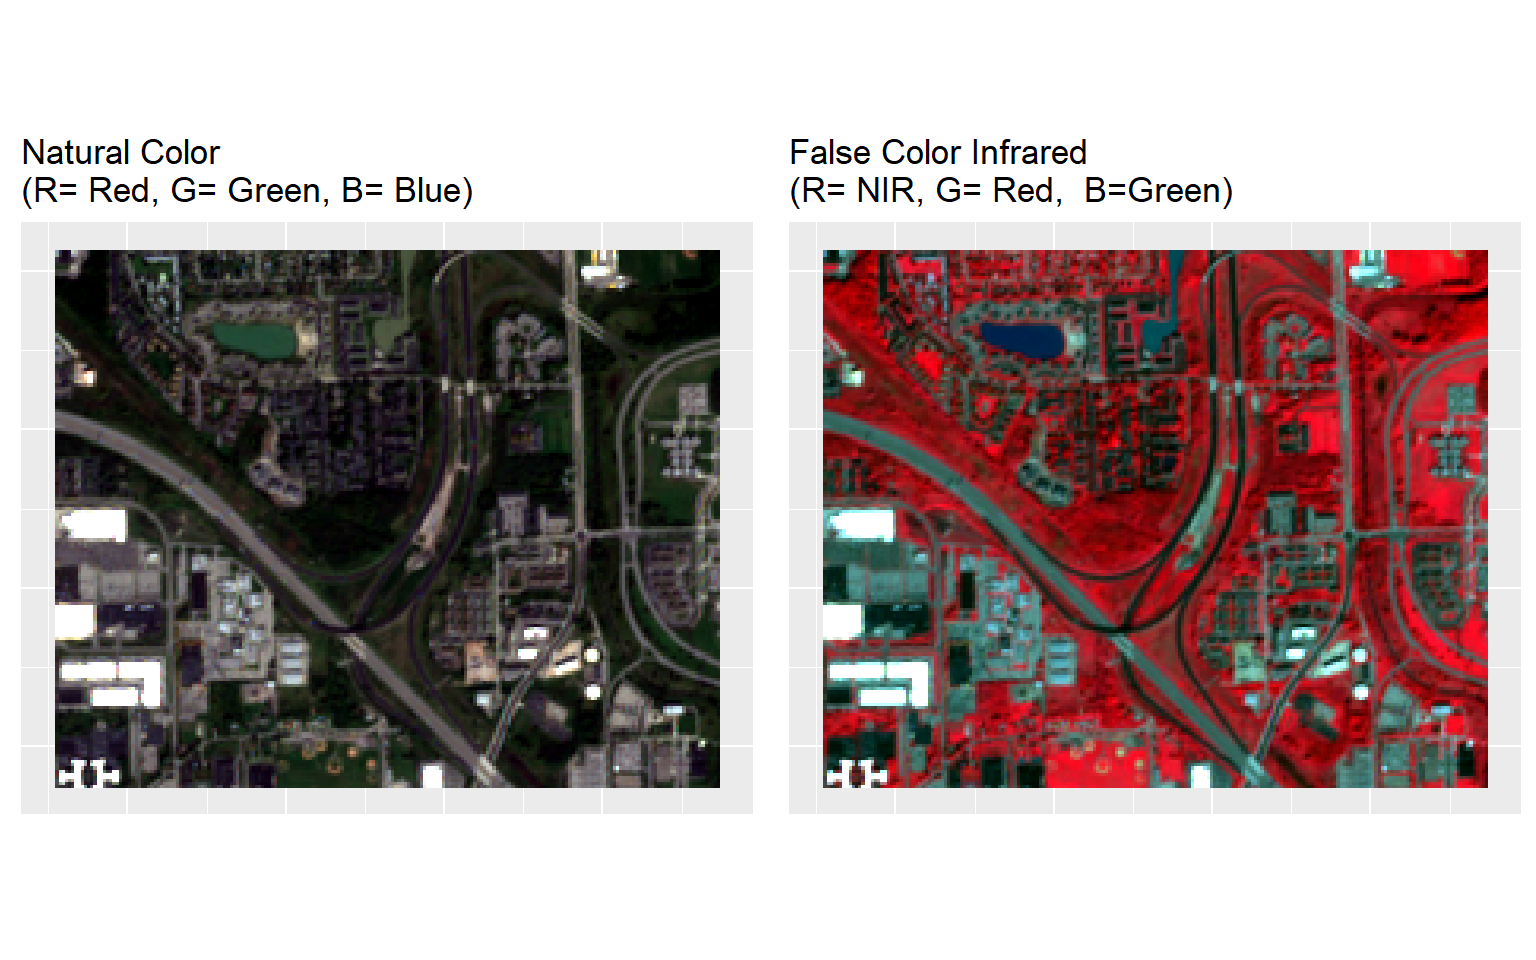 Natural Color
(R= Red, G= Green, B= Blue)
False Color Infrared
(R= NIR, G= Red,  B=Green)